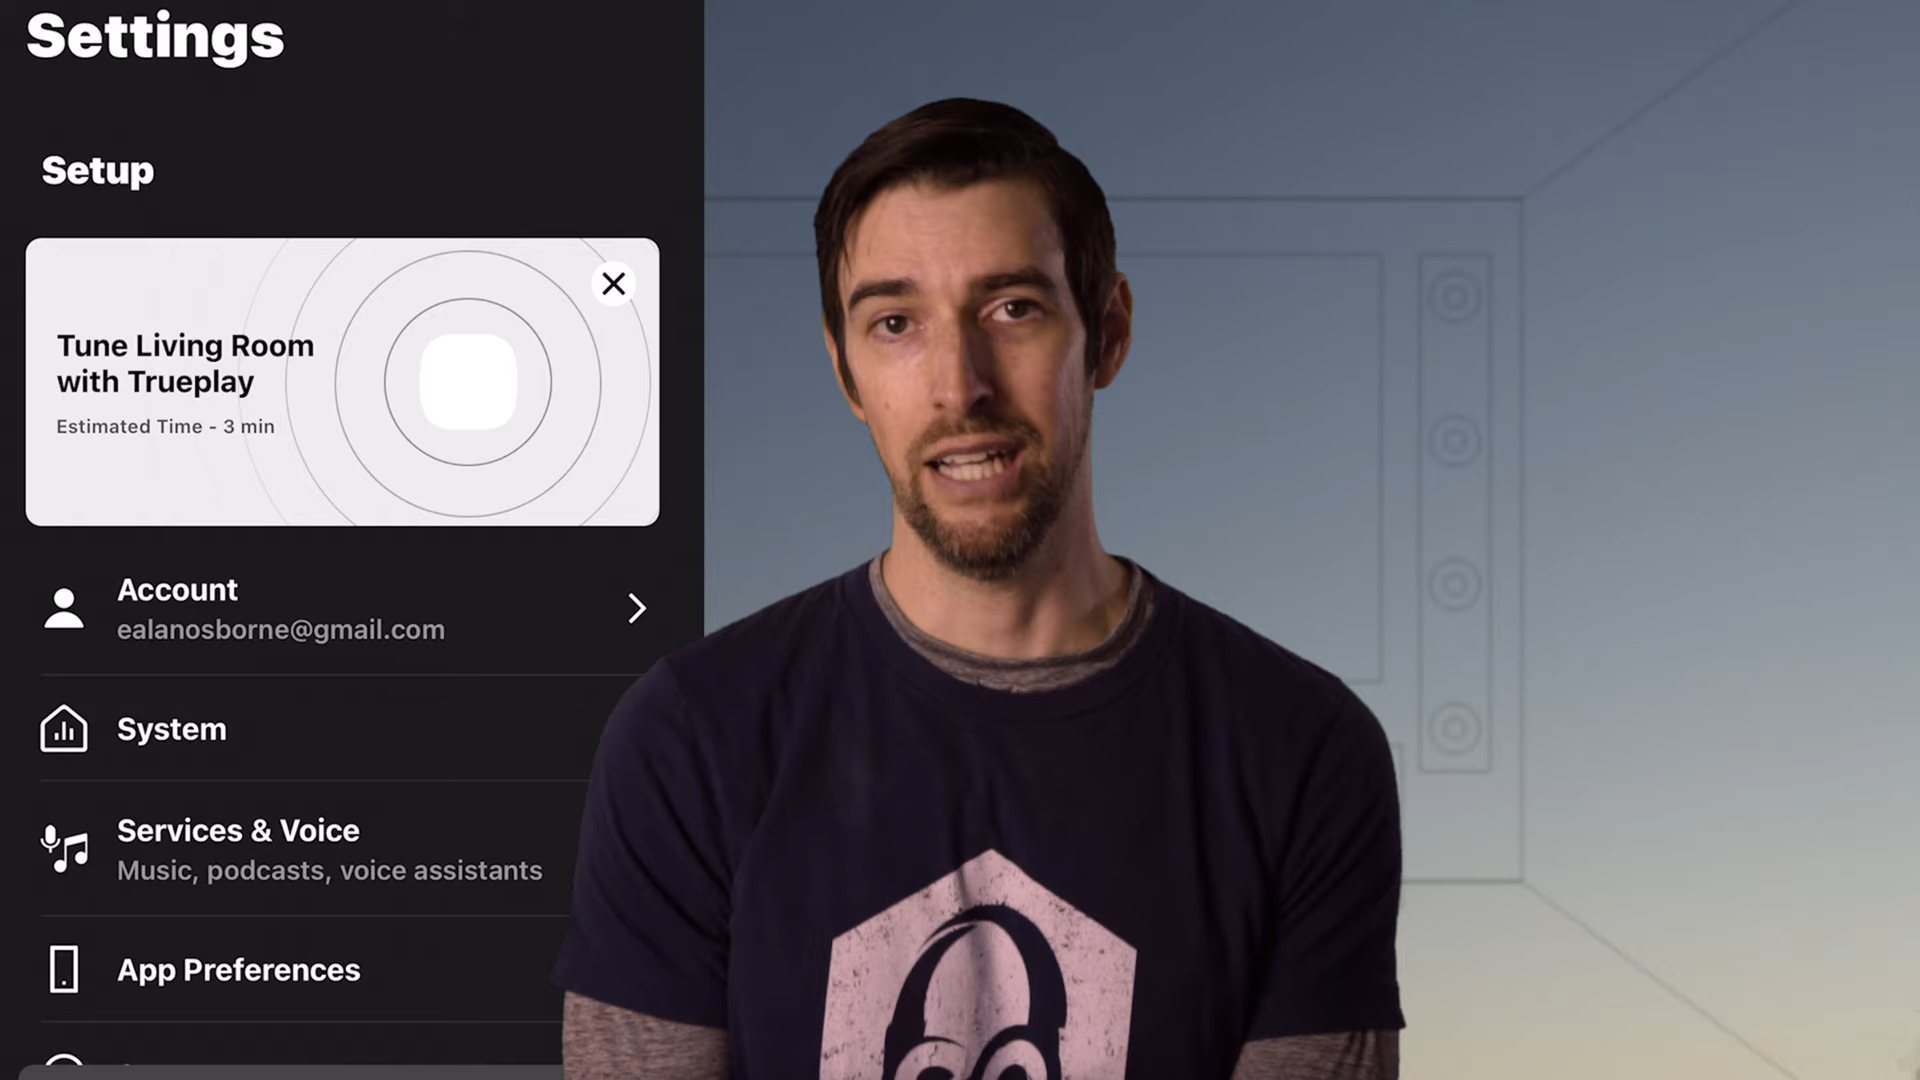 Settings
Setup
Tune Living Room
with Trueplay
Estimated Time - 3 min
Account
ealanosborne@gmail.com
System
Services & Voice
Music, podcasts, voice assistants
App Preferences